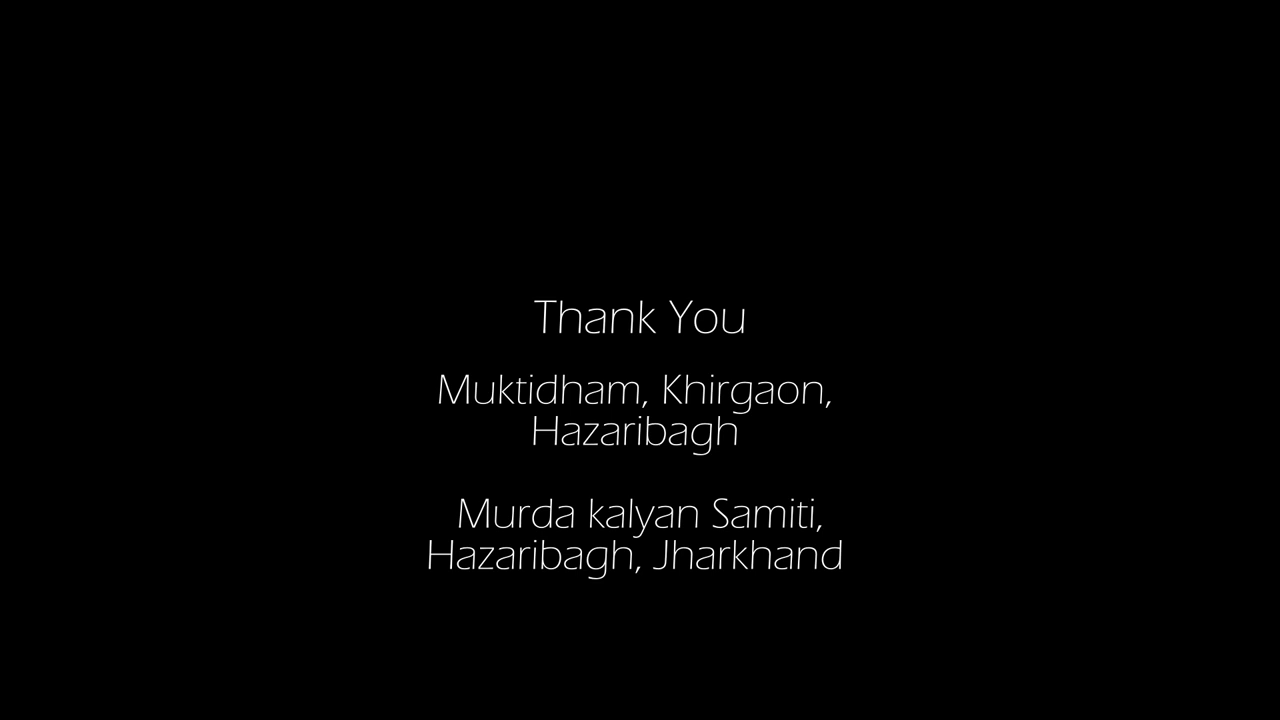 Thank You
Muktidham, Khirgaon,
Hazaribagh
Murda kalyan Samiti,
Hazaribagh, Jharkhand